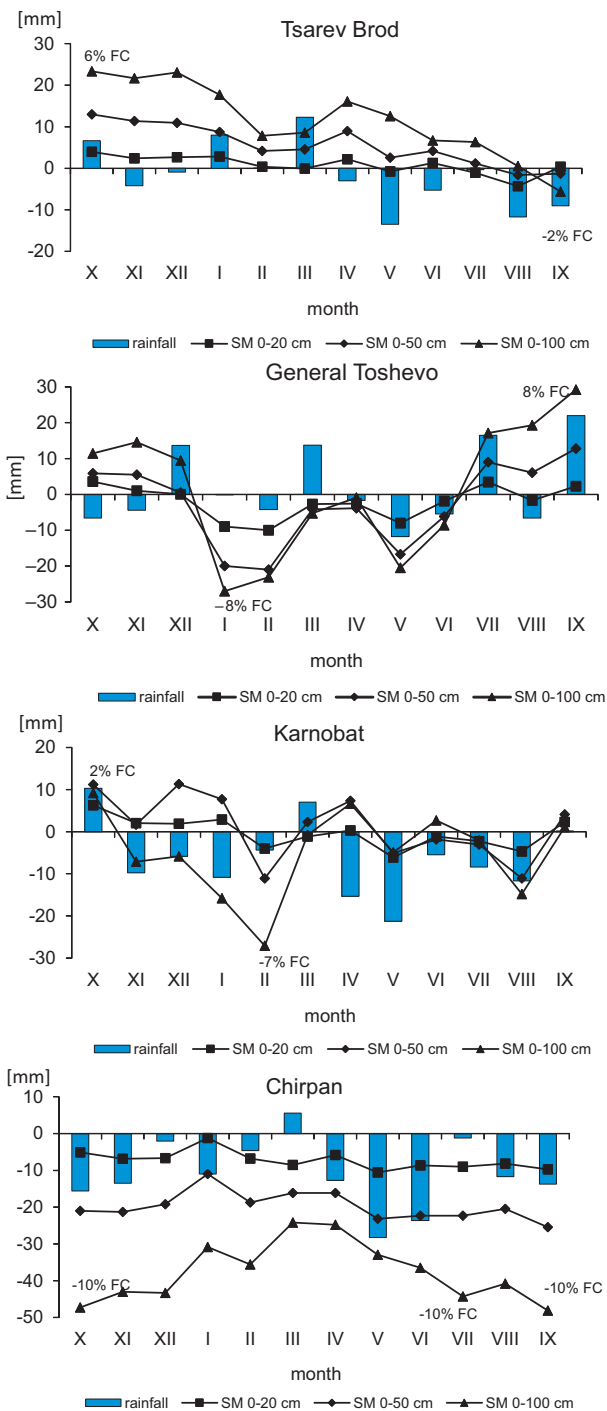 [mm]
Tsarev Brod
30
6% FC
20
10
0
-10
-2% FC
-20
X XI XII I II III IV V VI VII VIII IX
month
rainfall SM 0-20 cm SM 0-50 cm SM 0-100 cm
General Toshevo
30
8% FC
20
10
[mm]
0
−10
−20
−8% FC
−30
X XI XII I II III IV V VI VII VIII IX
month
rainfall SM 0-20 cm SM 0-50 cm SM 0-100 cm
[mm]
Karnobat
20
2% FC
10
0
-10
-20
-7% FC
-30
X XI XII I II III IV V VI VII VIII IX
month
rainfall SM 0-20 cm SM 0-50 cm SM 0-100 cm
[mm]
Chirpan
10
0
-10
-20
-30
-40
-10% FC -10% FC -10% FC
-50
X XI XII I II III IV V VI VII VIII IX
month
rainfall SM 0-20 cm SM 0-50 cm SM 0-100 cm